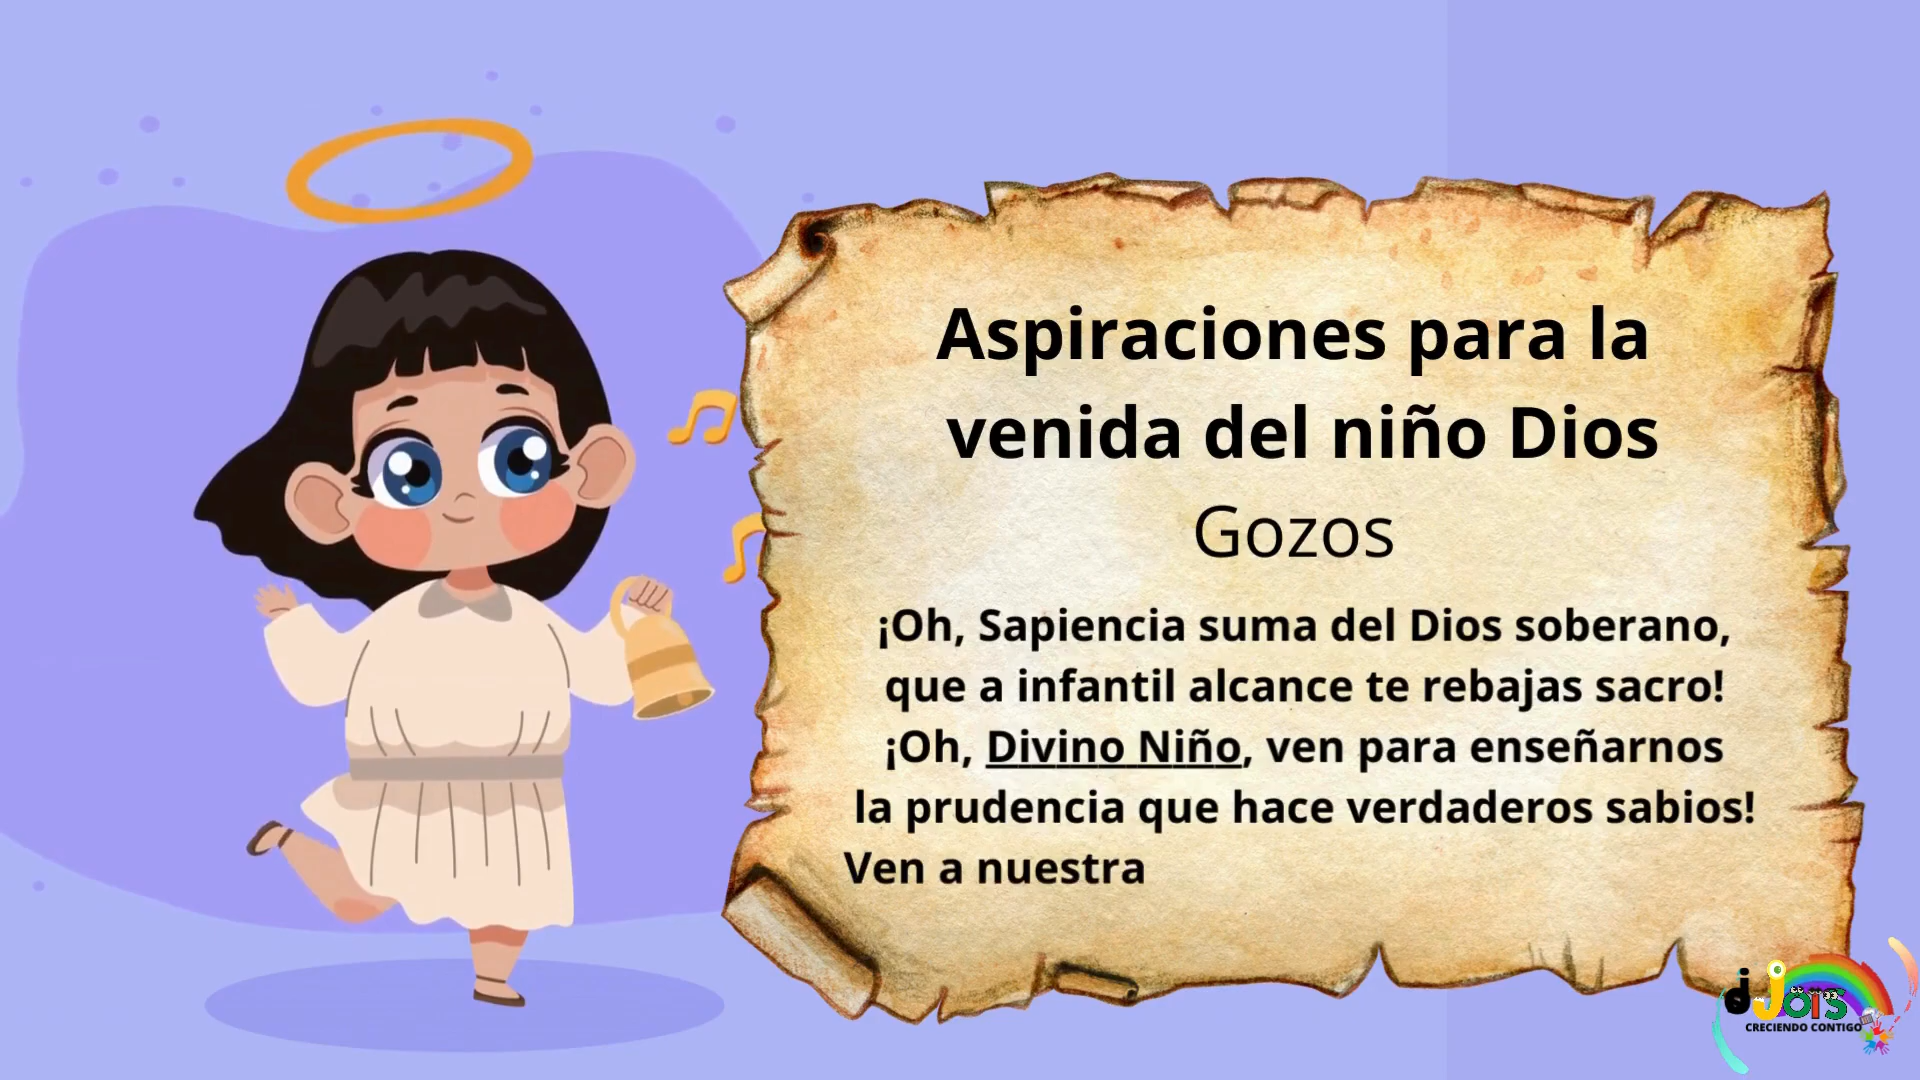 Aspiraciones para la
venida del niño Dios
Gozos
¡Oh, Sapiencia suma del Dios soberano,
que a infantil alcance te rebajas sacro!
¡Oh, Divino Niño, ven para enseñarnos
la prudencia que hace verdaderos sabios!
Ven a nuestra
dJois
CRECIENDO CONTIGO